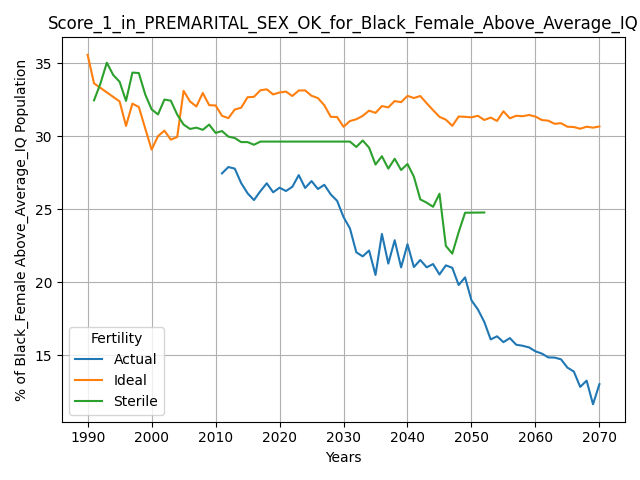 Score_1_in_PREMARITAL_SEX_OK_for_Black_Female_Above_Average_IQ
% of Black_Female Above_Average_IQ Population
35
30
25
20
15
Fertility
Actual
Ideal
Sterile
1990 2000 2010 2020 2030 2040 2050 2060 2070
Years